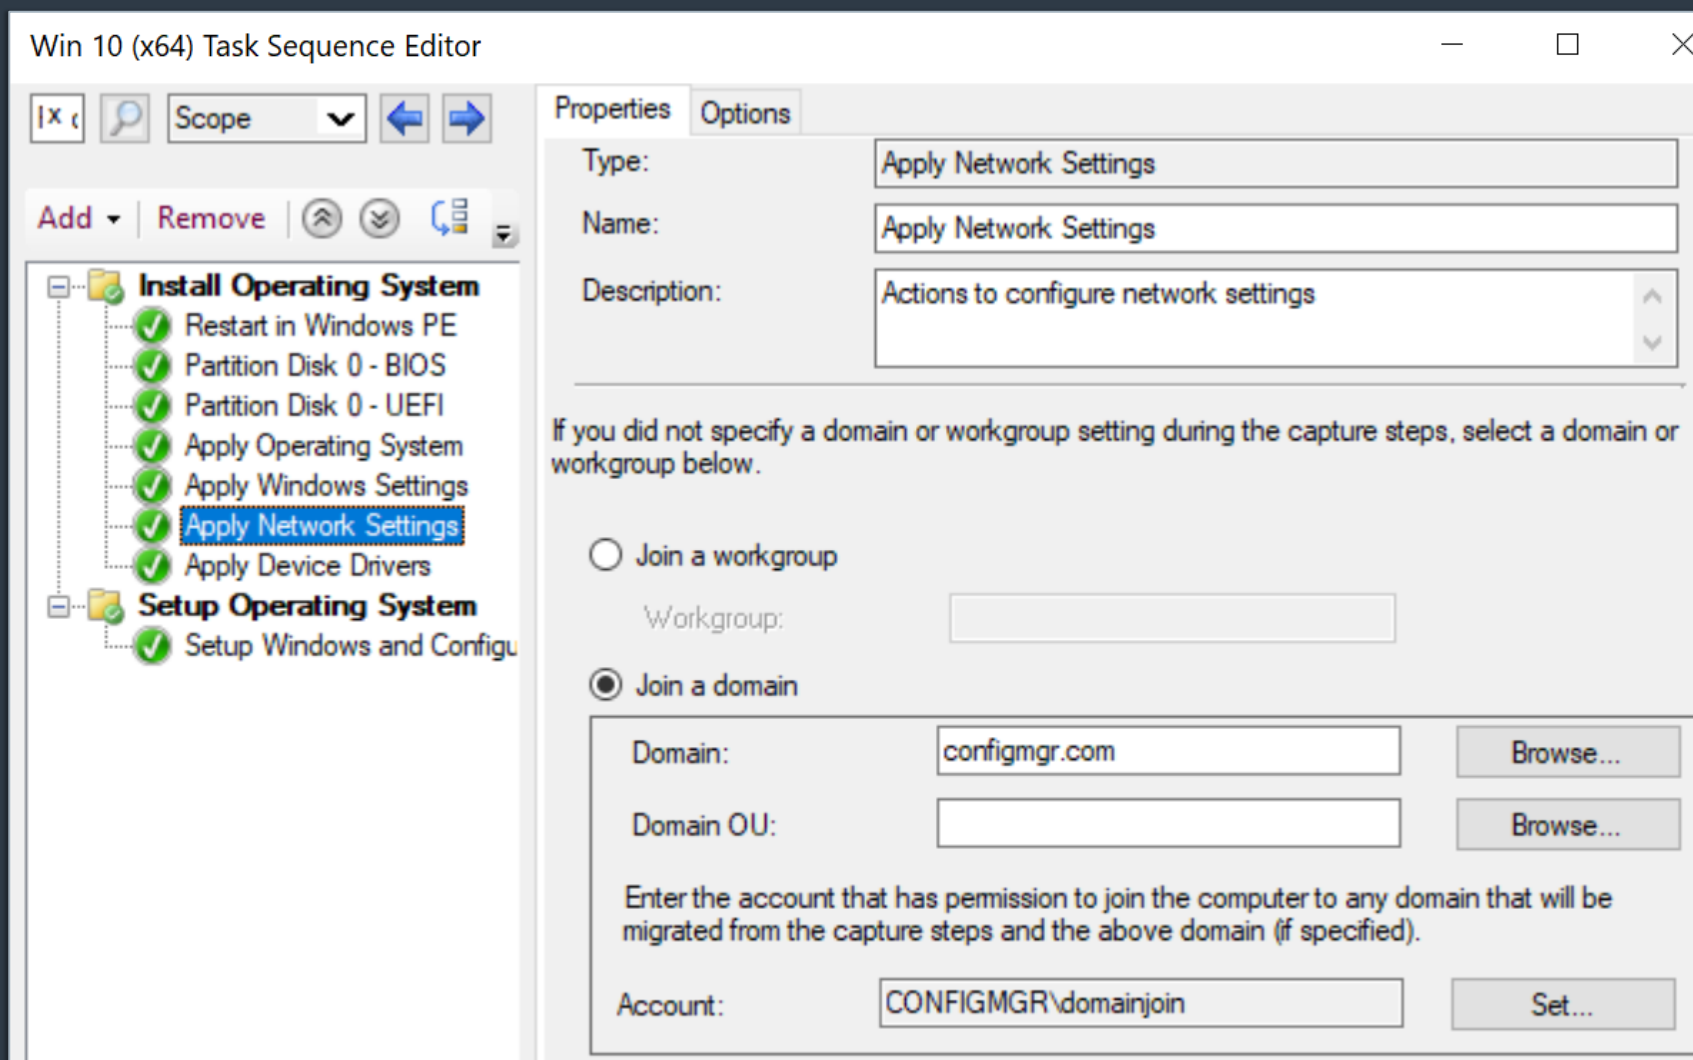 Win 10 (x64) Task Sequence Editor
Scope
Add
Remove
Install Operating System
Restart in Windows PE
Partition Disk 0 - BIOS
Partition Disk 0 - UEFI
Apply Operating System
Apply Windows Settings
Apply Network Settings
Apply Device Drivers
Setup Operating System
Setup Windows and Configu
Properties
Options
Type:
Apply Network Settings
Name:
Apply Network Settings
Description:
Actions to configure network settings
If you did not specify a domain or workgroup setting during the capture steps, select a domain or
workgroup below.
Join a workgroup
Workgroup:
Join a domain
Domain:
configmgr.com
Browse...
Domain OU:
Browse...
Enter the account that has permission to join the computer to any domain that will be
migrated from the capture steps and the above domain (if specified).
Account:
CONFIGMGR\domainjoin
Set...